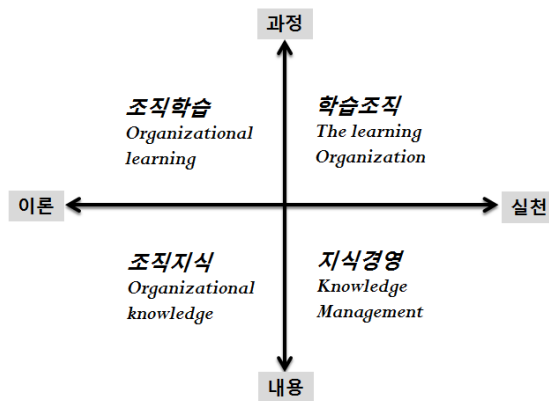 과정
조직학습
Organizational
learning
학습조직
The learning
Organization
이론
실천
조직지식
Organizational
knowledge
지식경영
Knowledge
Management
내용